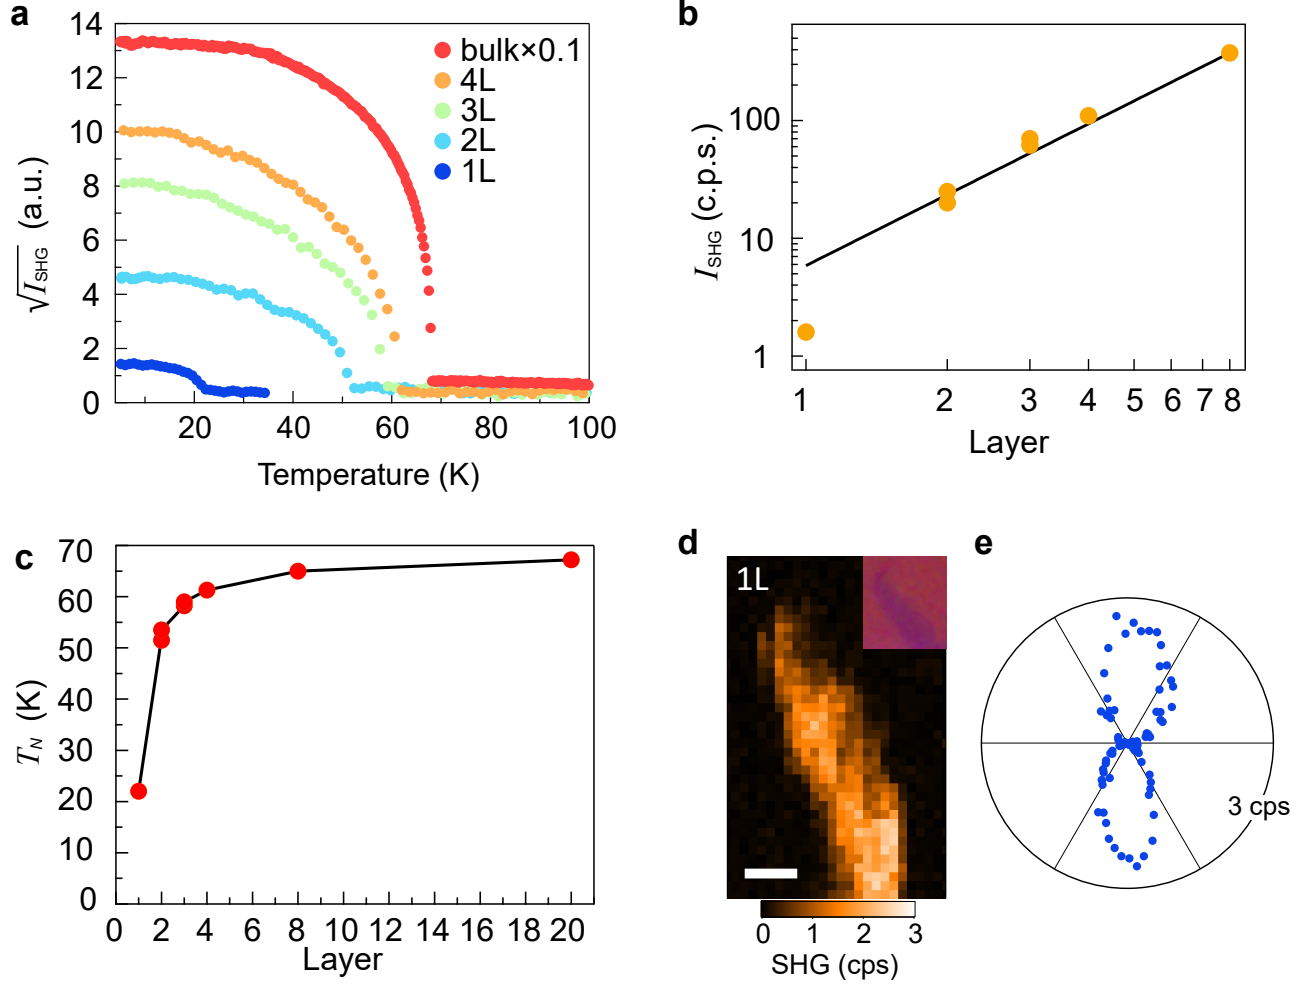 a
14
12
10
8
6
4
2
0
√I_SHG (a.u.)
bulk×0.1
4L
3L
2L
1L
20 40 60 80 100
Temperature (K)
b
100
10
1
I_SHG (c.p.s.)
1 2 3 4 5 6 7 8
Layer
c
70
60
50
40
30
20
10
0
T_N (K)
0 2 4 6 8 10 12 14 16 18 20
Layer
d
1L
0 1 2 3
SHG (cps)
e
3 cps